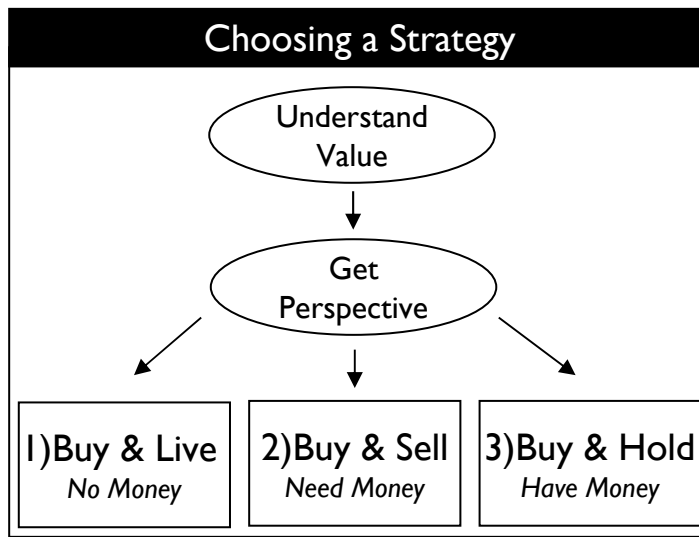 Choosing a Strategy
Understand
Value
Get
Perspective
1)Buy & Live
No Money
2)Buy & Sell
Need Money
3)Buy & Hold
Have Money